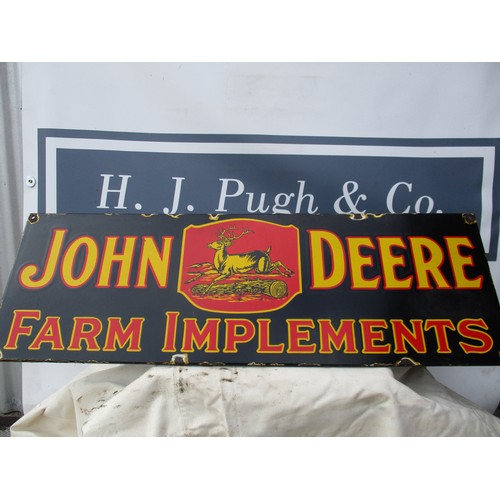 H. J. Pugh & Co.
JOHN DEERE
FARM IMPLEMENTS